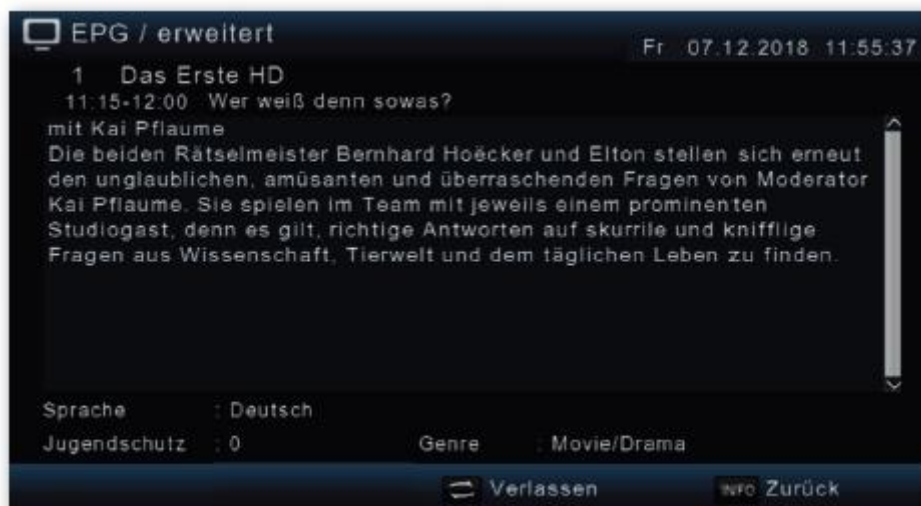 EPG / erweitert
Fr 07.12.2018 11:55:37
1 Das Erste HD
11:15-12:00 Wer weiß denn sowas?
mit Kai Pflaume
Die beiden Rätselmeister Bernhard Hoëcker und Elton stellen sich erneut
den unglaublichen, amüsanten und überraschenden Fragen von Moderator
Kai Pflaume. Sie spielen im Team mit jeweils einem prominenten
Studiogast, denn es gilt, richtige Antworten auf skurrile und knifflige
Fragen aus Wissenschaft, Tierwelt und dem täglichen Leben zu finden.
Sprache : Deutsch
Jugendschutz : 0 Genre : Movie/Drama
Verlassen INFO Zurück